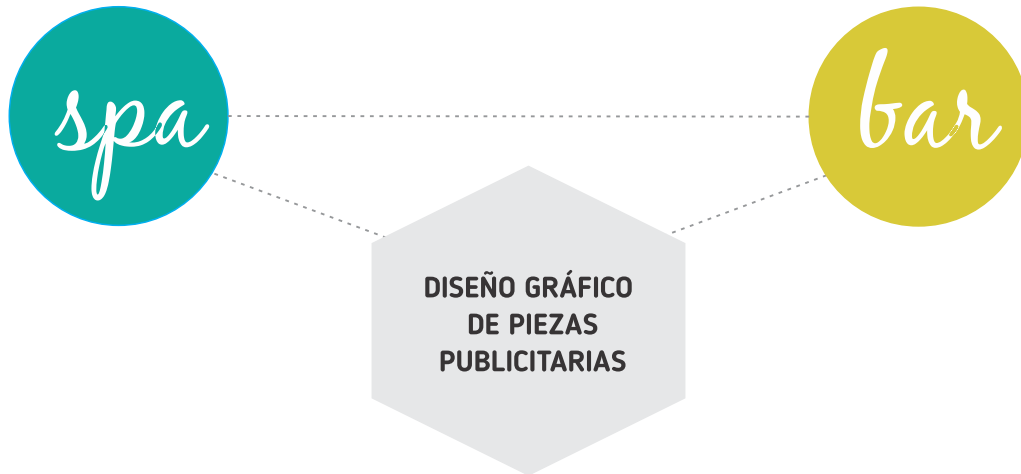 spa
bar
DISEÑO GRÁFICO
DE PIEZAS
PUBLICITARIAS